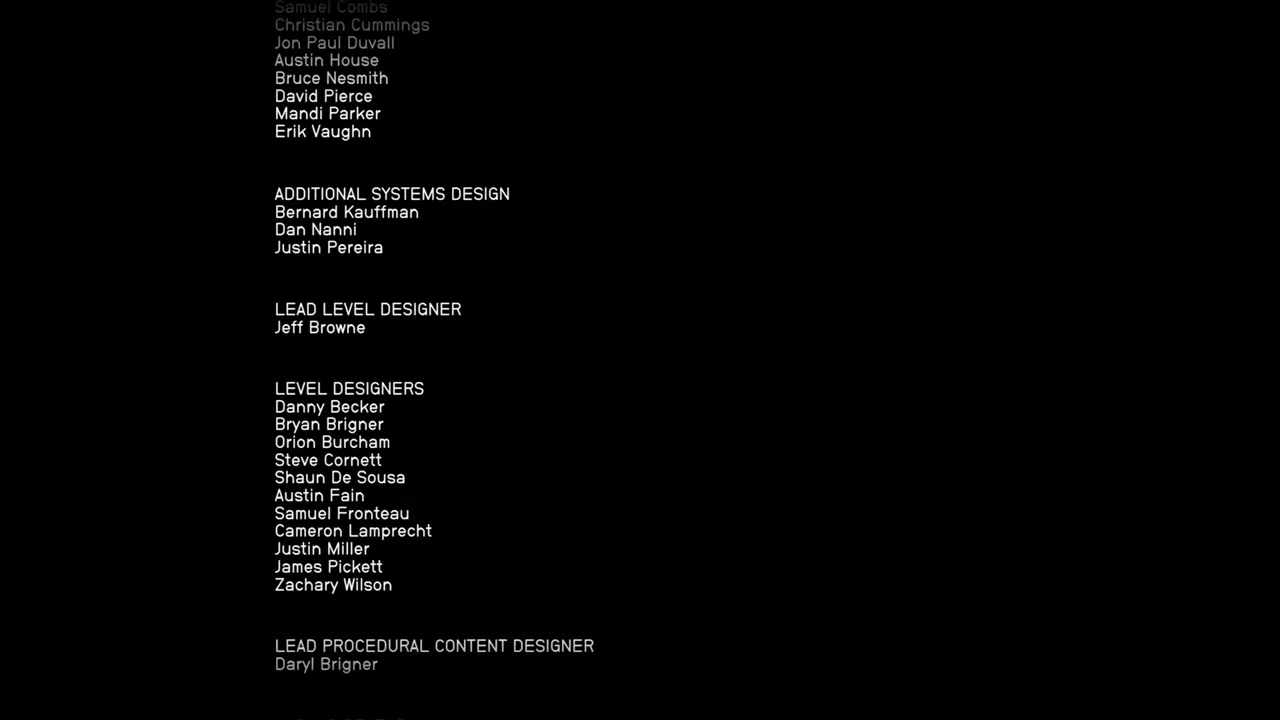 Samuel Combs
Christian Cummings
Jon Paul Duvall
Austin House
Bruce Nesmith
David Pierce
Mandi Parker
Erik Vaughn
ADDITIONAL SYSTEMS DESIGN
Bernard Kauffman
Dan Nanni
Justin Pereira
LEAD LEVEL DESIGNER
Jeff Browne
LEVEL DESIGNERS
Danny Becker
Bryan Brigner
Orion Burcham
Steve Cornett
Shaun De Sousa
Austin Fain
Samuel Fronteau
Cameron Lamprecht
Justin Miller
James Pickett
Zachary Wilson
LEAD PROCEDURAL CONTENT DESIGNER
Daryl Brigner